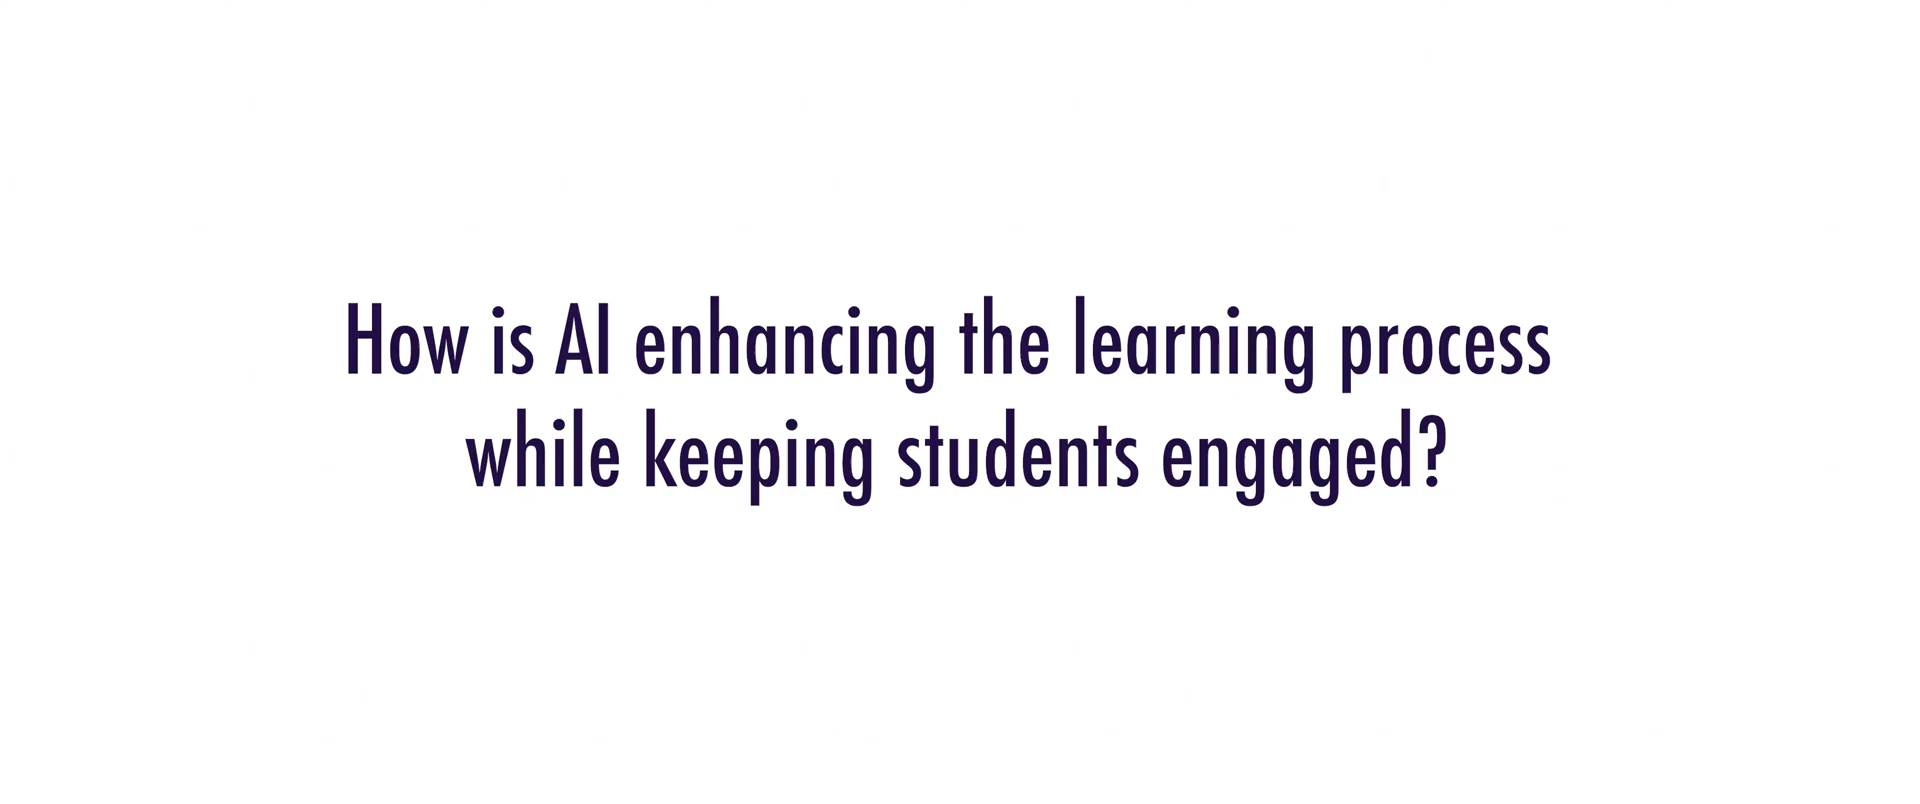 How is AI enhancing the learning process
while keeping students engaged?